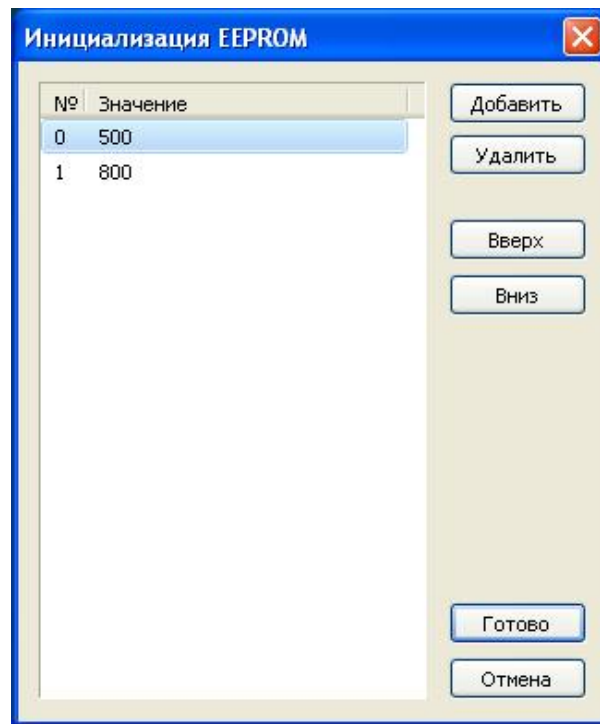 Инициализация EEPROM
№ Значение
0 500
1 800
Добавить
Удалить
Вверх
Вниз
Готово
Отмена